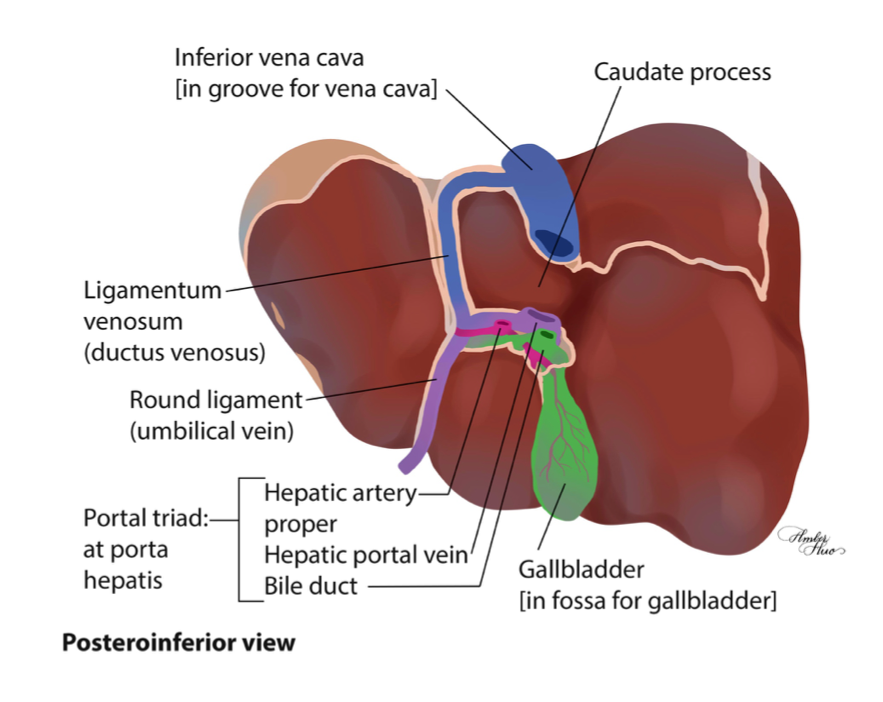 Inferior vena cava
[in groove for vena cava]
Caudate process
Ligamentum
venosum
(ductus venosus)
Round ligament
(umbilical vein)
Portal triad:
at porta
hepatis
Hepatic artery
proper
Hepatic portal vein
Bile duct
Gallbladder
[in fossa for gallbladder]
Amber
Huo
Posteroinferior view